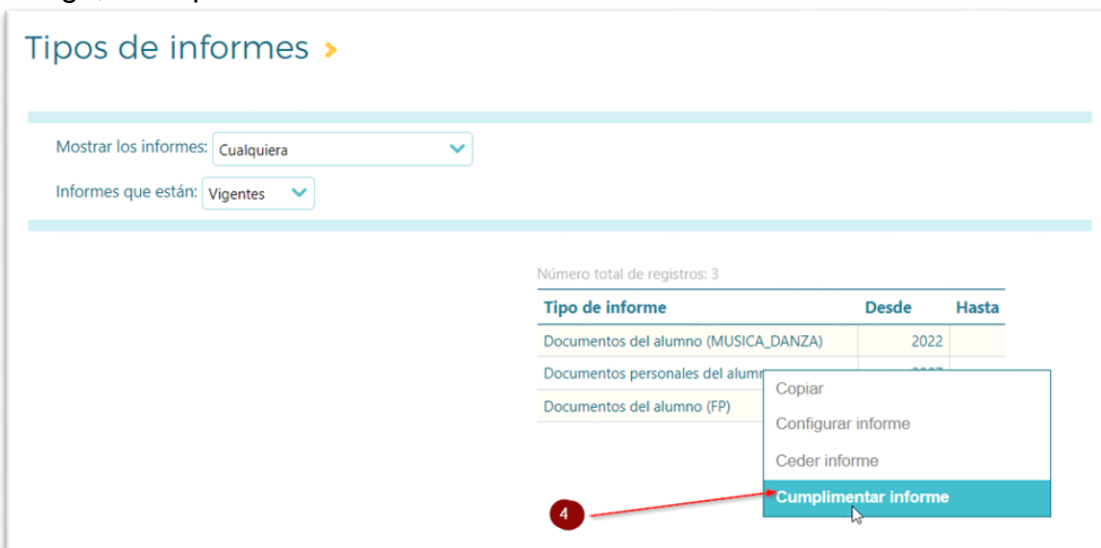 Tipos de informes >
Mostrar los informes: Cualquiera
Informes que están: Vigentes
Número total de registros: 3
Tipo de informe Desde Hasta
Documentos del alumno (MUSICA_DANZA) 2022
Documentos personales del
Copiar
Documentos del alumno (FP)
Configurar informe
Ceder informe
Cumplimentar informe
4